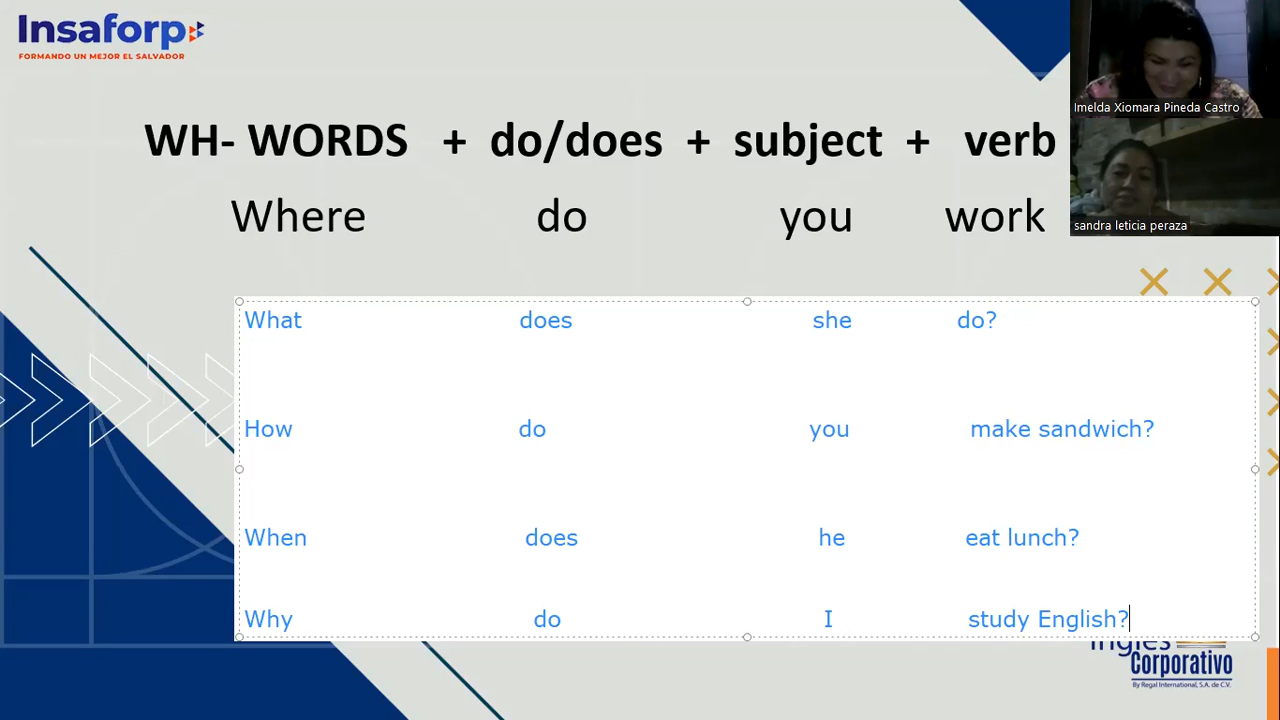 Insaforp
FORMANDO UN MEJOR EL SALVADOR
Imelda Xiomara Pineda Castro
WH- WORDS + do/does + subject + verb
Where do you work
sandra leticia peraza
What does she do?
How do you make sandwich?
When does he eat lunch?
Why do I study English?
Inglés
Corporativo
By Regal International, S.A. de C.V.